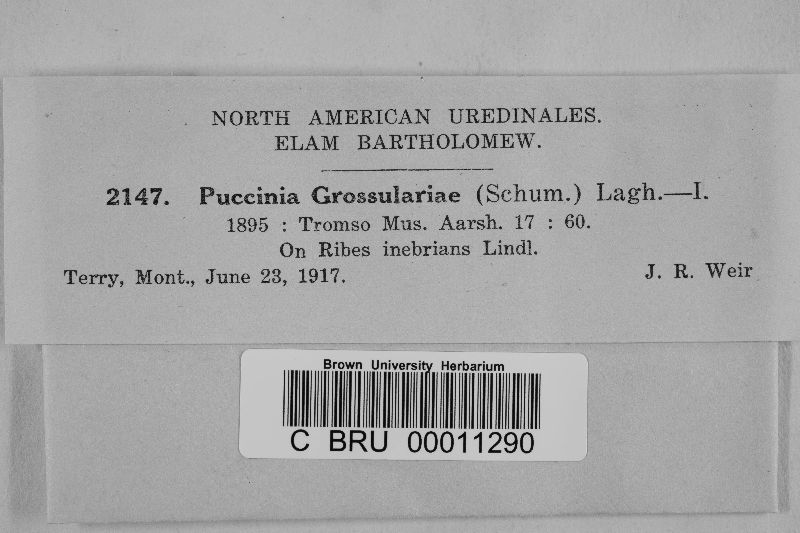 NORTH AMERICAN UREDINALES.
ELAM BARTHOLOMEW.
2147. Puccinia Grossulariae (Schum.) Lagh.—I.
1895 : Tromso Mus. Aarsh. 17 : 60.
On Ribes inebrians Lindl.
Terry, Mont., June 23, 1917. J. R. Weir
Brown University Herbarium
C BRU 00011290